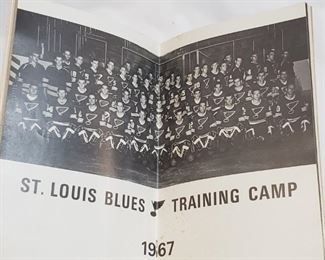 ST. LOUIS BLUES TRAINING CAMP
1967